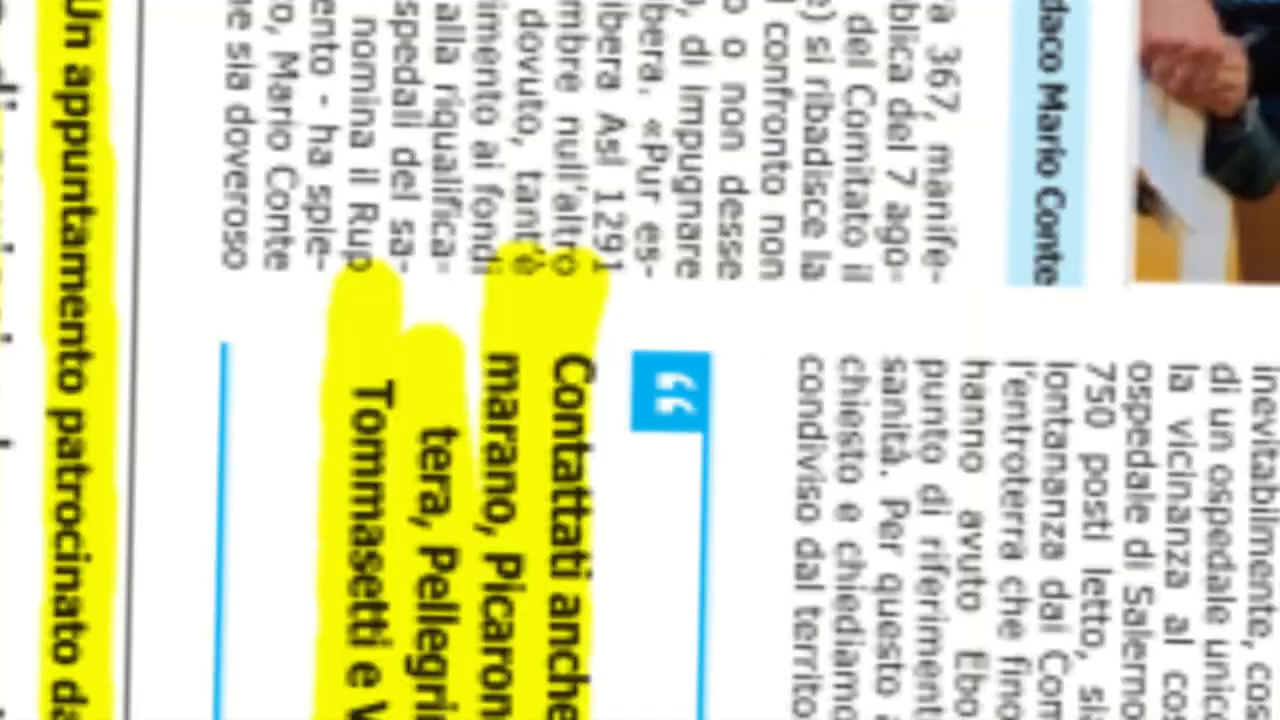 daco Mario Conte
a 367, manife-
blica del 7 ago-
del Comitato il
si ribadisce la
confronto non
o non desse
di impugnare
ibera. «Pur es-
ibera Asl 1291
mbre null'altro
dovuto, tant'è
imento ai fondi
alla riqualifica-
spedali del sa-
nomina il Rup
ento - ha spie-
o, Mario Conte
sia doveroso
inevitabilmente, cos
di un ospedale unic
la vicinanza al cos
ospedale di Salerno
750 posti letto, si
lontananza dai Com
l'entroterra che fino
hanno avuto Ebo
punto di riferiment
sanità. Per questo
chiesto e chiediamo
condiviso dal territo
“
Contattati anche
marano, Picaron
tera, Pellegri
Tommasetti e V
Un appuntamento patrocinato da